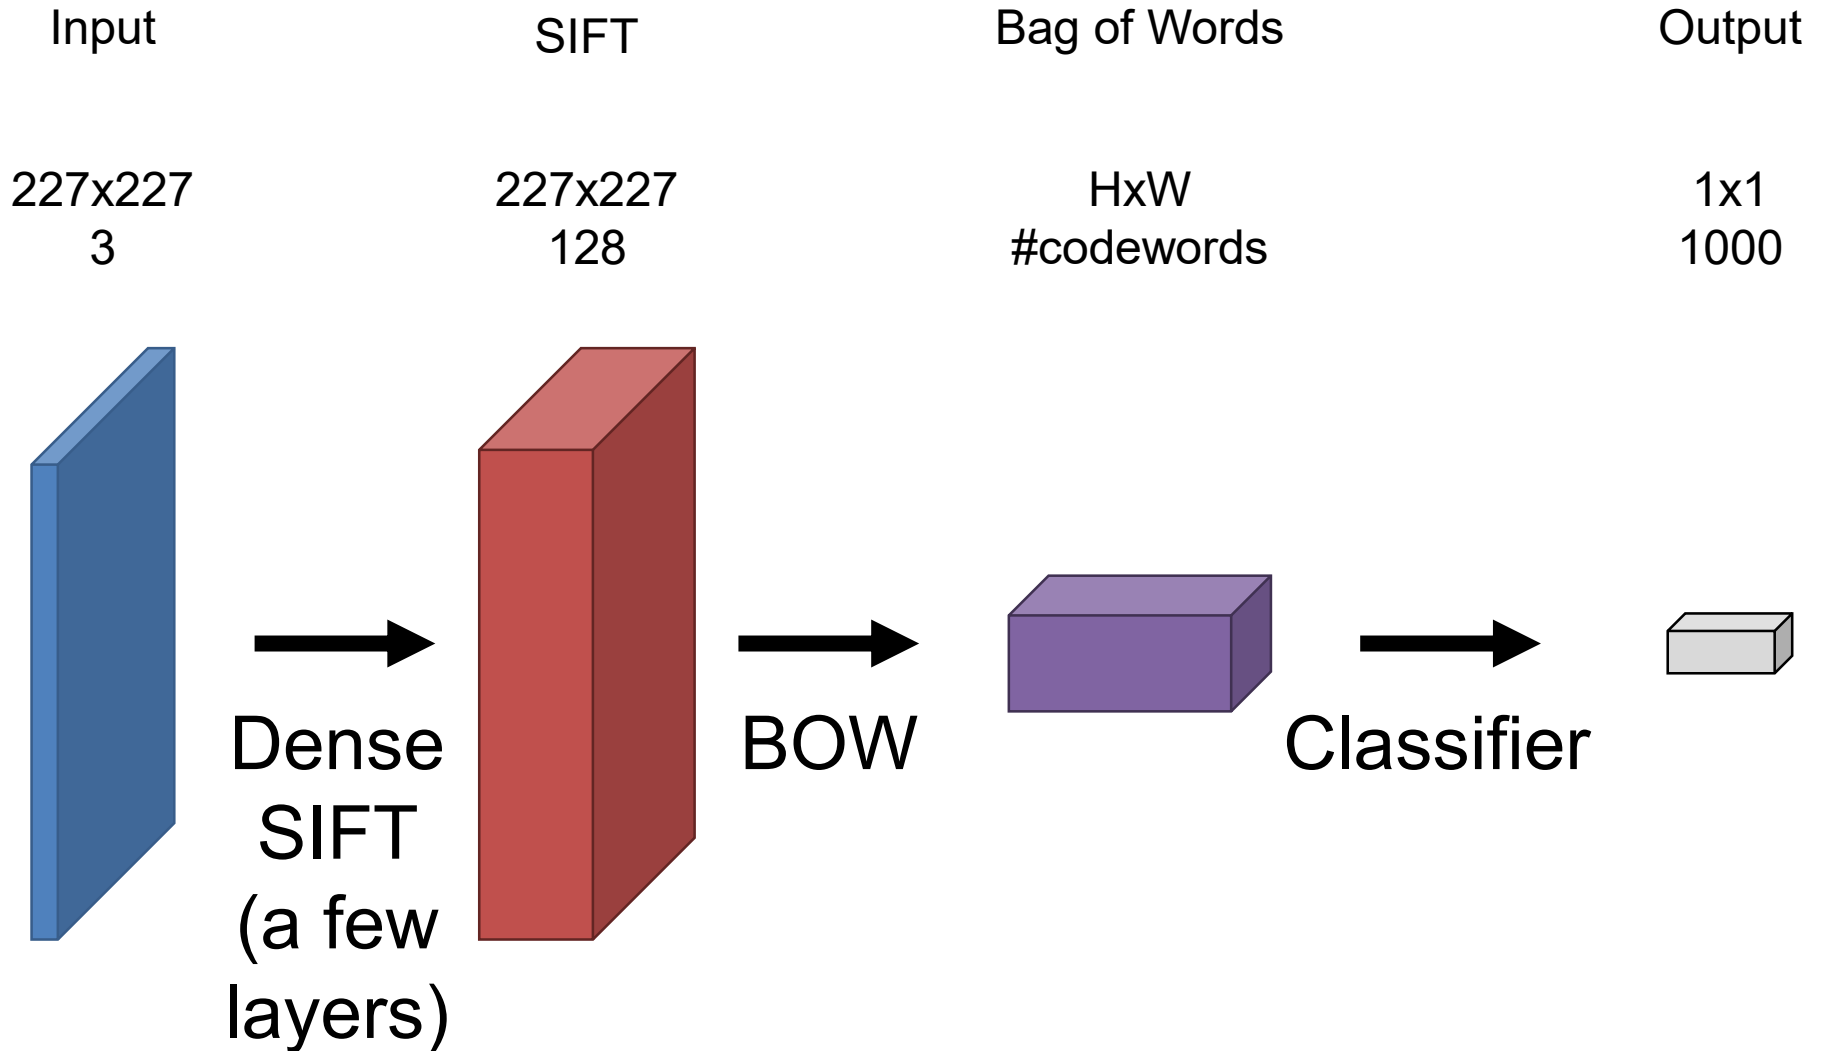 Input
SIFT
Bag of Words
Output
227x227
3
227x227
128
HxW
#codewords
1x1
1000
Dense
SIFT
(a few
layers)
BOW
Classifier